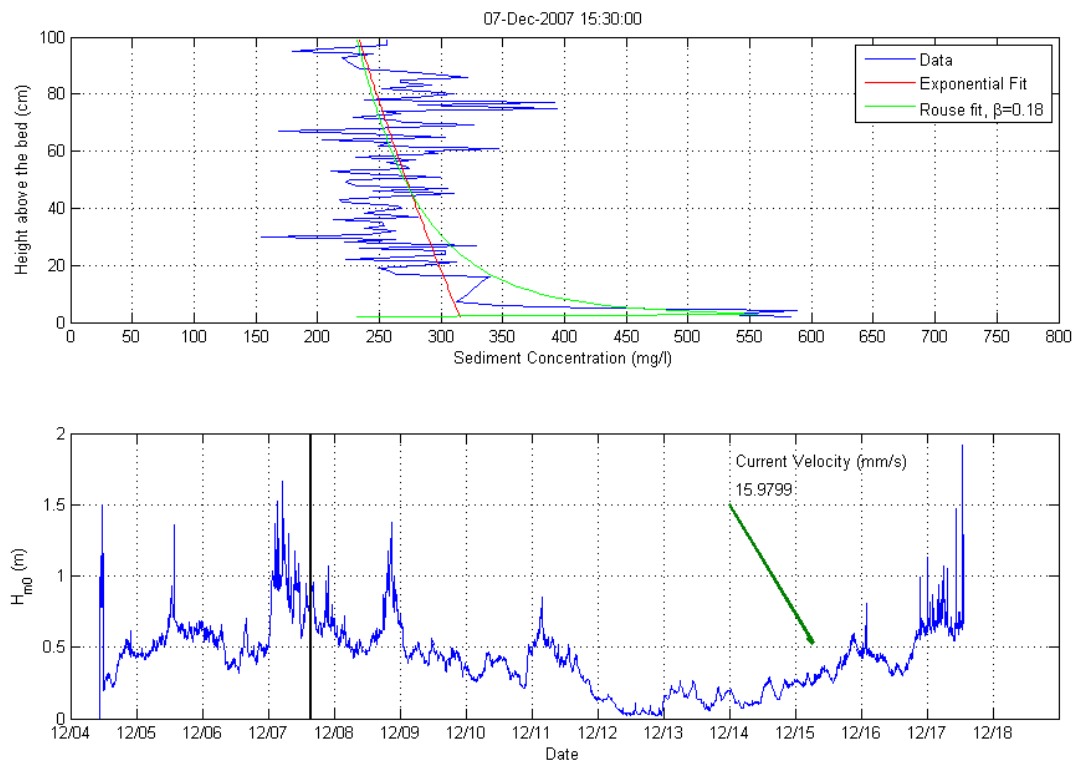 07-Dec-2007 15:30:00
Height above the bed (cm)
100
80
60
40
20
0
Data
Exponential Fit
Rouse fit, β=0.18
0 50 100 150 200 250 300 350 400 450 500 550 600 650 700 750 800
Sediment Concentration (mg/l)
H_m0 (m)
2
1.5
1
0.5
0
Current Velocity (mm/s)
15.9799
12/04 12/05 12/06 12/07 12/08 12/09 12/10 12/11 12/12 12/13 12/14 12/15 12/16 12/17 12/18
Date